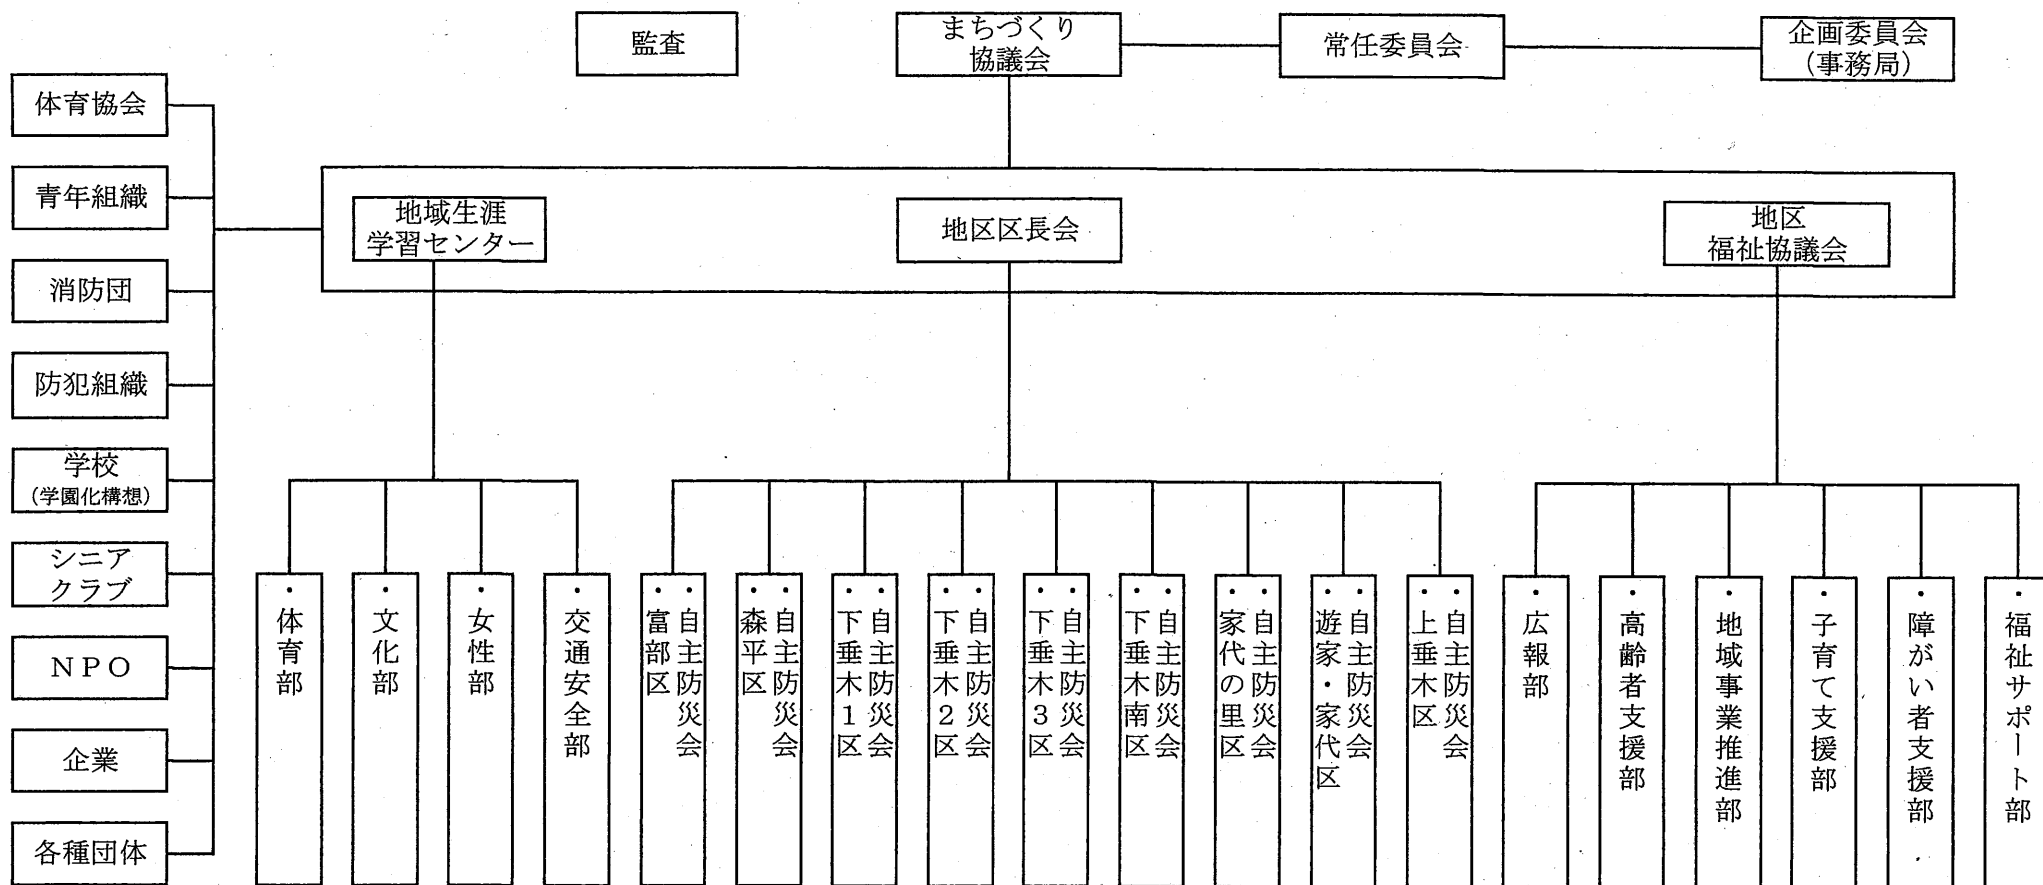 監査
まちづくり
協議会
常任委員会
企画委員会
（事務局）
体育協会
青年組織
消防団
防犯組織
学校
（学園化構想）
シニア
クラブ
ＮＰＯ
企業
各種団体
地域生涯
学習センター
地区区長会
地区
福祉協議会
・体育部
・文化部
・女性部
・交通安全部
・自主防災会
・富部区
・自主防災会
・森平区
・自主防災会
・下垂木１区
・自主防災会
・下垂木２区
・自主防災会
・下垂木３区
・自主防災会
・下垂木南区
・自主防災会
・家代の里区
・自主防災会
・遊家・家代区
・自主防災会
・上垂木区
・広報部
・高齢者支援部
・地域事業推進部
・子育て支援部
・障がい者支援部
・福祉サポート部